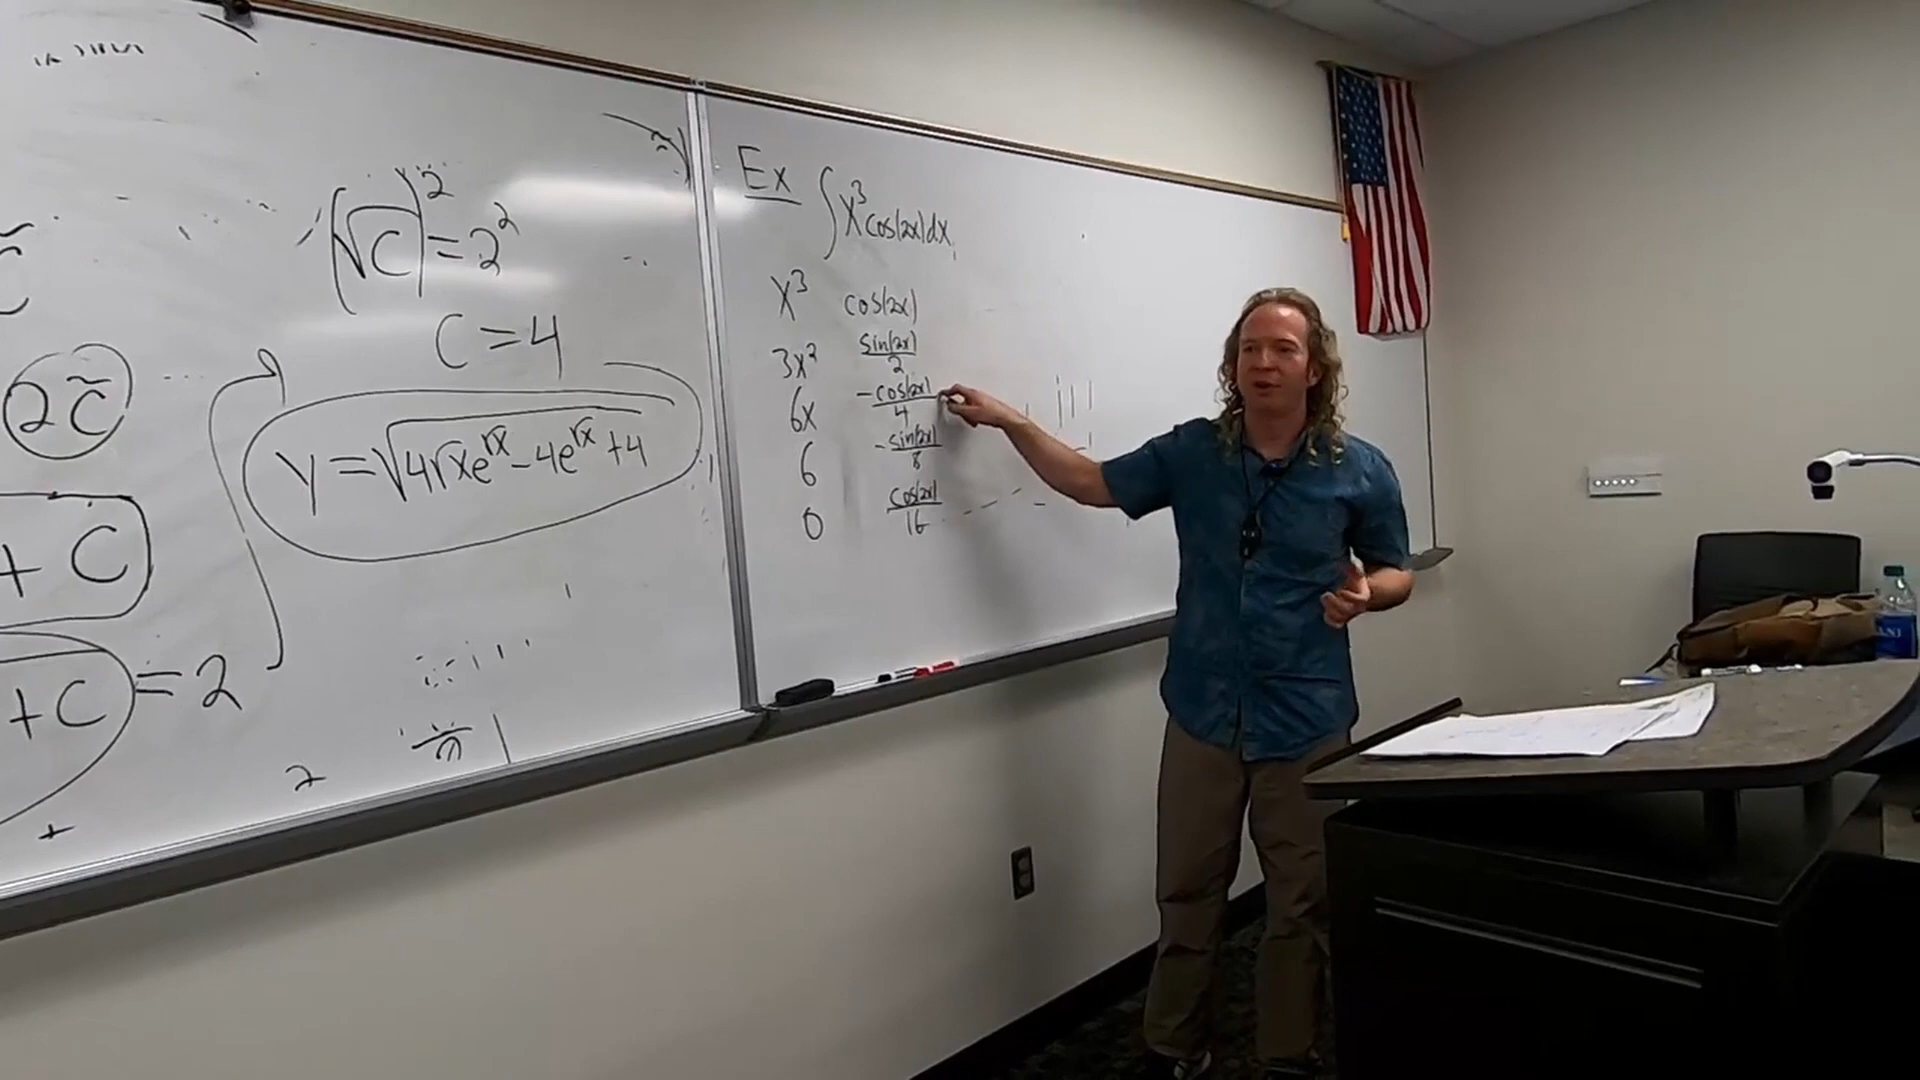 (√C)² = 2²
C = 4
2c̃
y = √(4√x e^√x - 4e^√x + 4)
+ C
+ C = 2
2
+
Ex ∫x³cos(2x)dx
x³ cos(2x)
3x² sin(2x)/2
6x -cos(2x)/4
6 -sin(2x)/8
0 cos(2x)/16